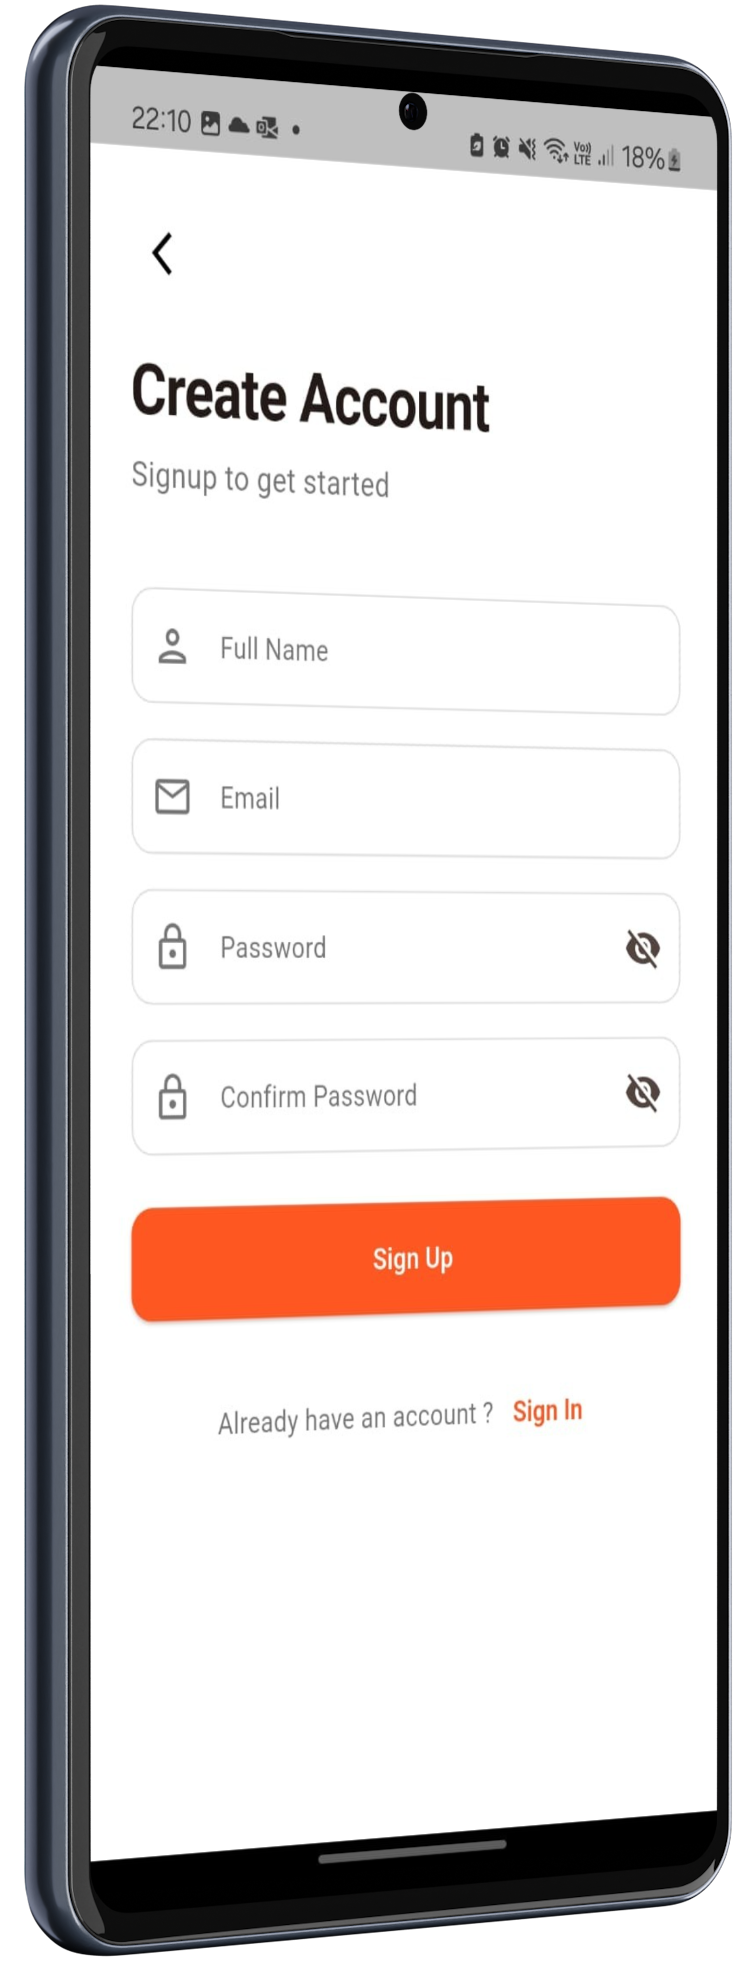 22:10 Vo)) LTE 18%
Create Account
Signup to get started
Full Name
Email
Password
Confirm Password
Sign Up
Already have an account ? Sign In